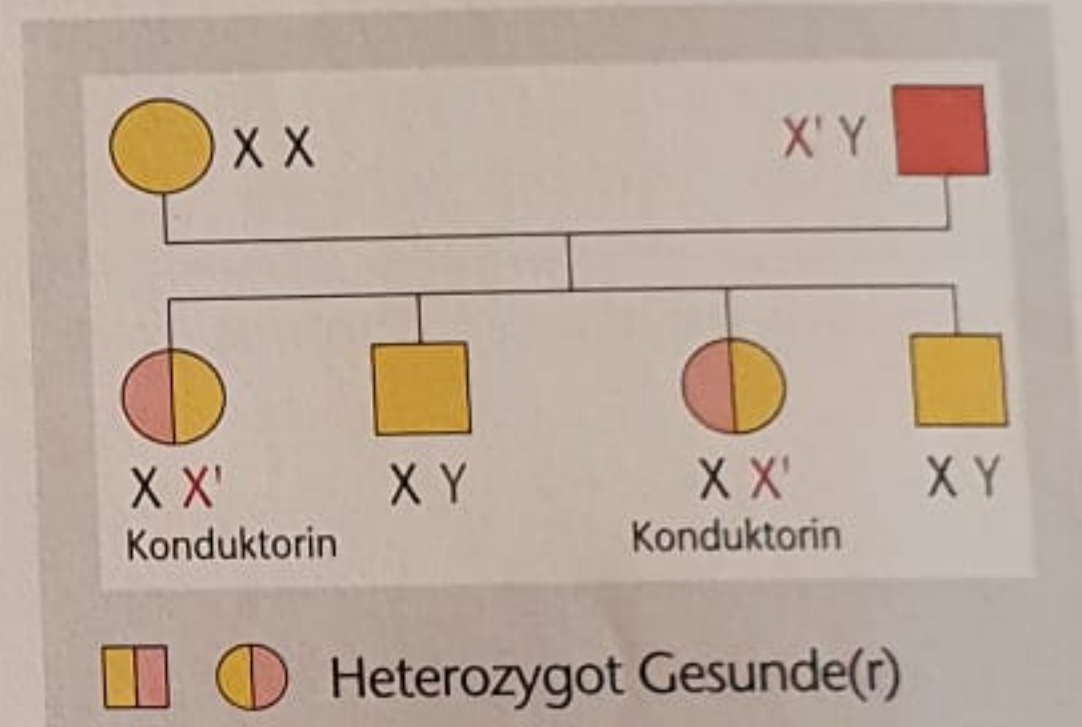 X X X' Y
X X' X Y X X' X Y
Konduktorin Konduktorin
Heterozygot Gesunde(r)